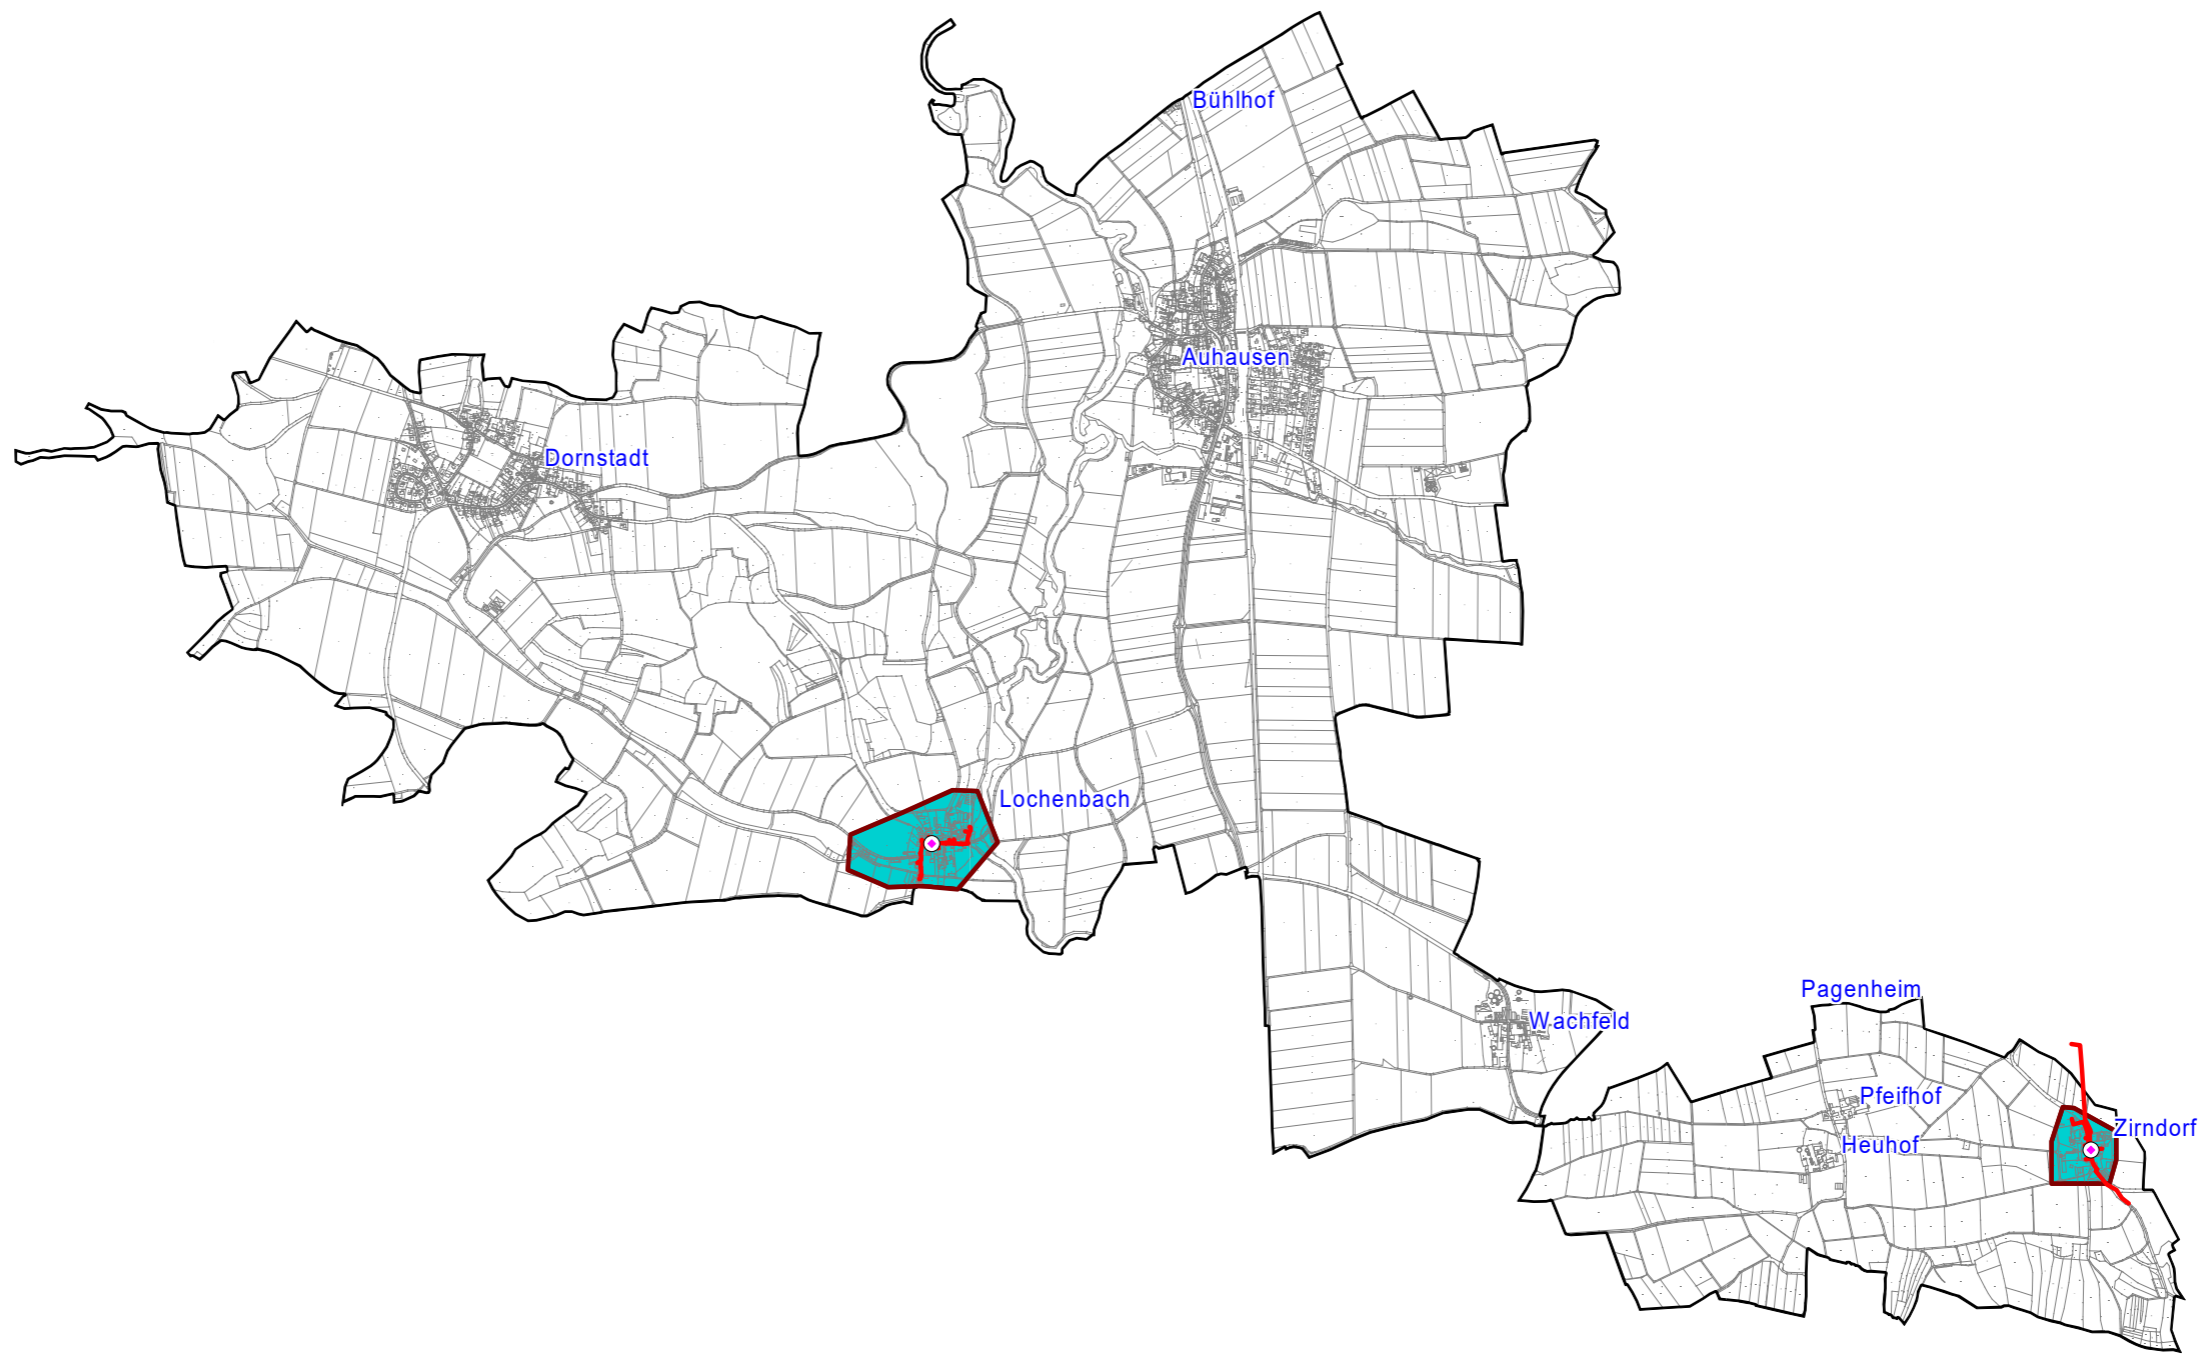 Bühlhof
Auhausen
Dornstadt
Lochenbach
Pagenheim
Wachfeld
Pfeifhof
Zirndorf
Heuhof